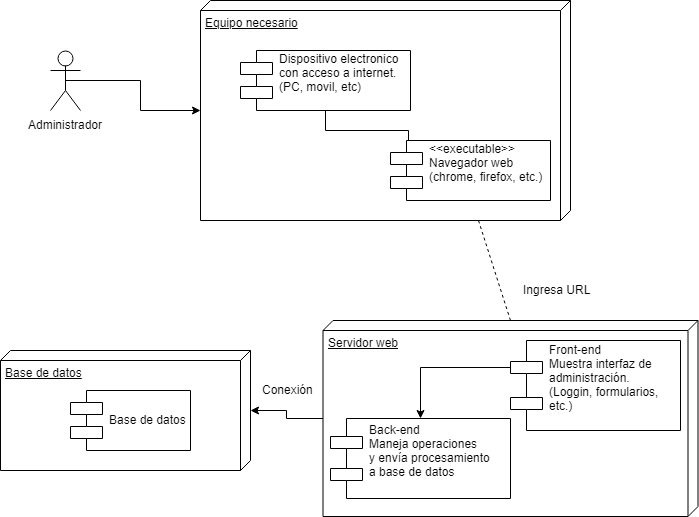 Equipo necesario
Dispositivo electronico
con acceso a internet.
(PC, movil, etc)
Administrador
<<executable>>
Navegador web
(chrome, firefox, etc.)
Ingresa URL
Servidor web
Front-end
Muestra interfaz de
administración.
(Loggin, formularios,
etc.)
Base de datos
Conexión
Base de datos
Back-end
Maneja operaciones
y envía procesamiento
a base de datos